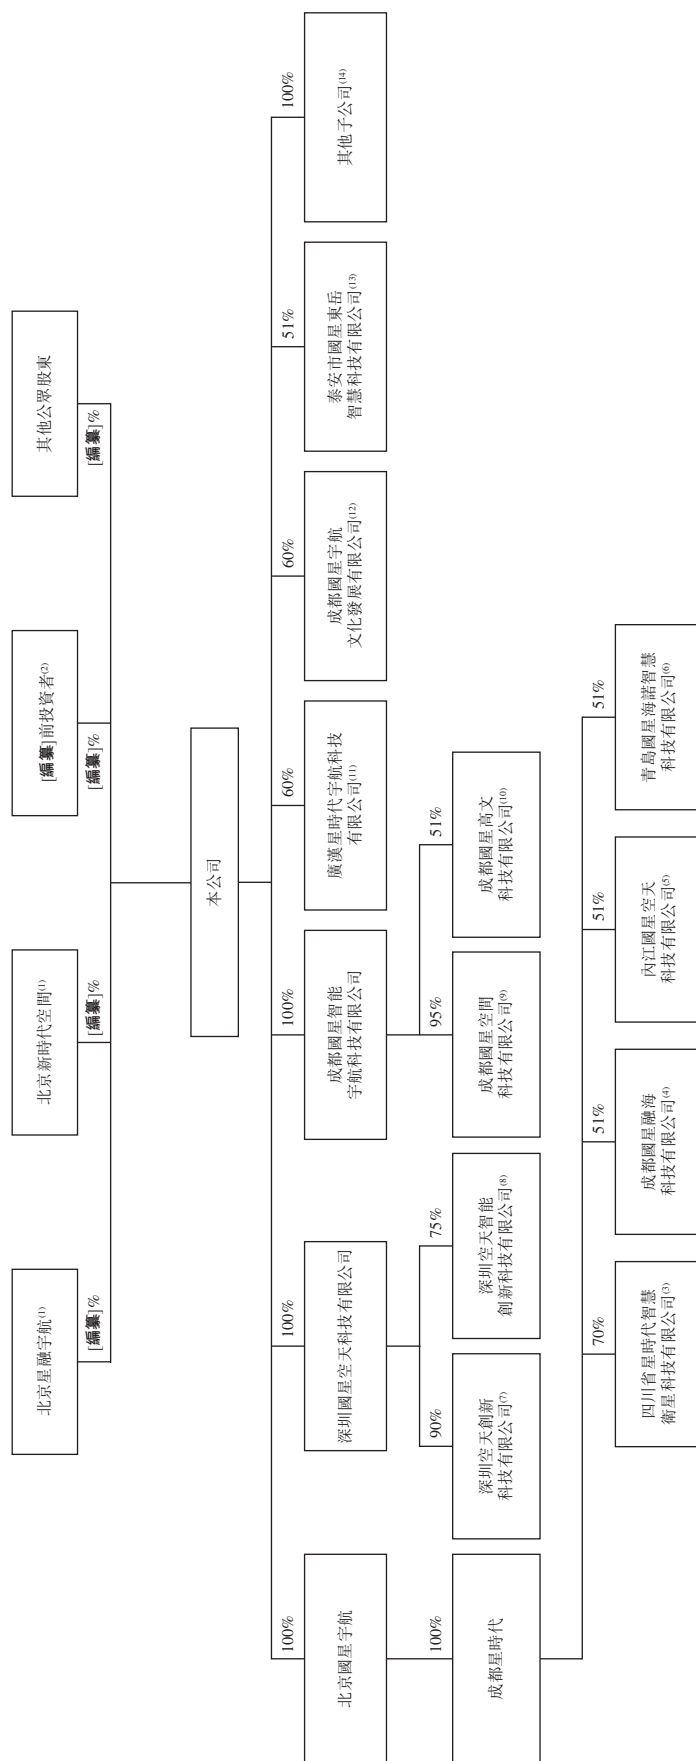 北京星融宇航(1)
北京新時代空間(1)
[編纂]前投資者(2)
其他公眾股東
[編纂]%
[編纂]%
[編纂]%
[編纂]%
本公司
100%
100%
100%
60%
60%
51%
100%
北京國星宇航
深圳國星空天科技有限公司
成都國星智能
宇航科技有限公司
廣漢星時代宇航科技
有限公司(11)
成都國星宇航
文化發展有限公司(12)
泰安市國星東岳
智慧科技有限公司(13)
其他子公司(14)
100%
90%
75%
95%
51%
成都星時代
深圳空天創新
科技有限公司(7)
深圳空天智能
創新科技有限公司(8)
成都國星空間
科技有限公司(9)
成都國星高文
科技有限公司(10)
70%
51%
51%
51%
四川省星時代智慧
衛星科技有限公司(3)
成都國星融海
科技有限公司(4)
內江國星空天
科技有限公司(5)
青島國星海諾智慧
科技有限公司(6)